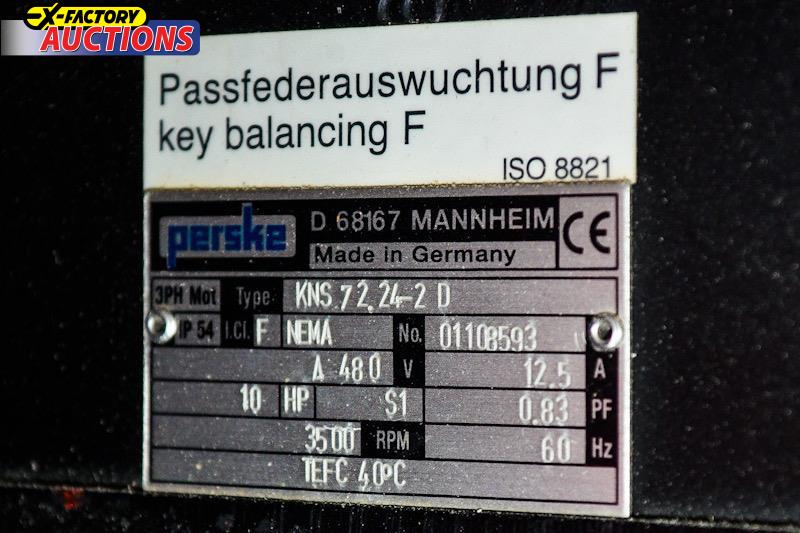 X-FACTORY
AUCTIONS
Passfederauswuchtung F
key balancing F
ISO 8821
perske D 68167 MANNHEIM CE
Made in Germany
3PH Mot Type KNS 72.24-2 D
IP 54 I.Cl. F NEMA No. 01108593
Δ 480 V 12.5 A
10 HP S1 0.83 PF
3500 RPM 60 Hz
TEFC 40°C